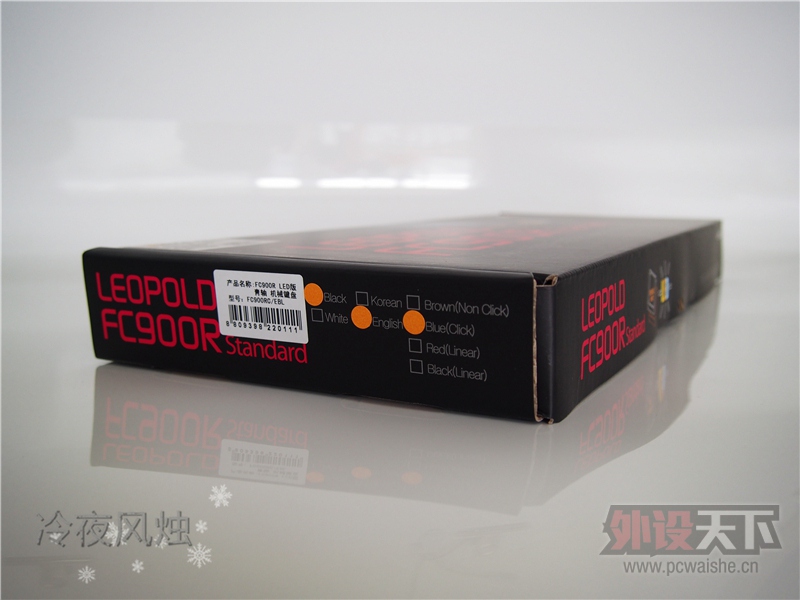 LEOPOLD
FC900R Standard
产品名称:FC900R LED版
青轴 机械键盘
型号: FC900RC/EBL
8809398220111
Black
White
Korean
English
Brown(Non Click)
Blue(Click)
Red(Linear)
Black(Linear)
LEOPOLD
FC900R Standard
冷夜风烛
外设天下
www.pcwaishe.cn